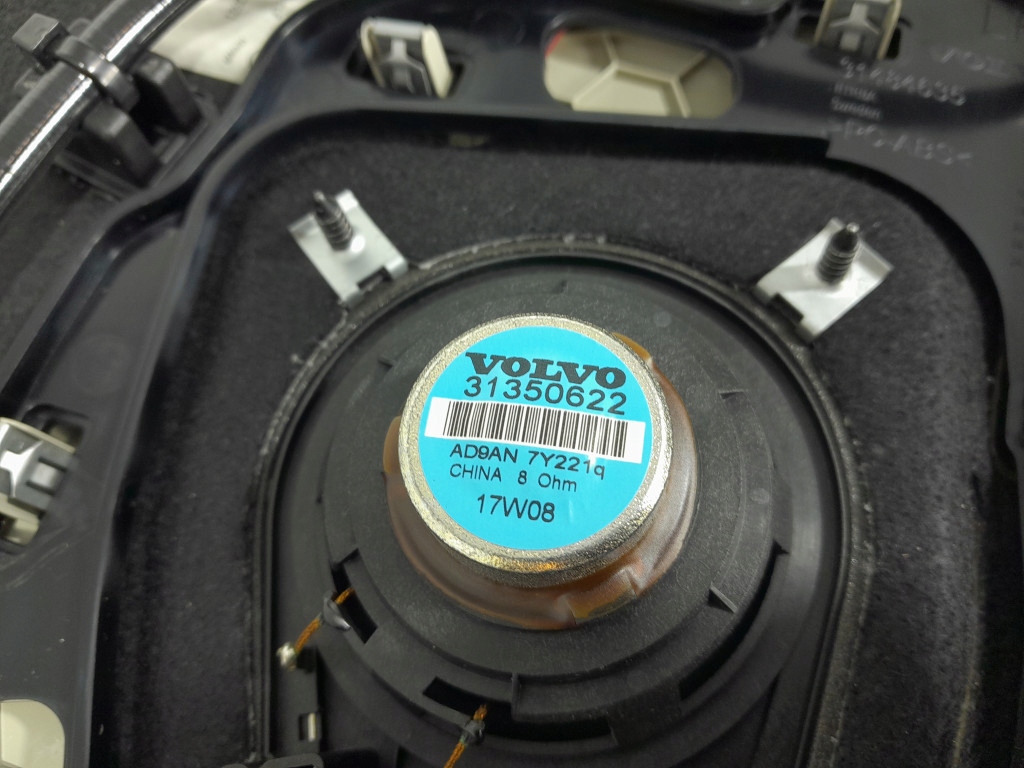 VOLVO
31350622
AD9AN 7Y221q
CHINA 8 Ohm
17W08